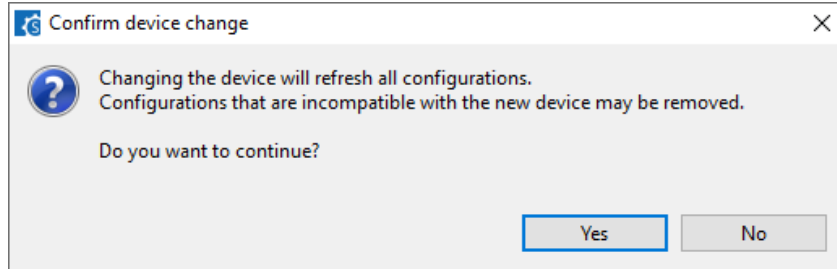 Confirm device change
Changing the device will refresh all configurations.
Configurations that are incompatible with the new device may be removed.
Do you want to continue?
Yes No